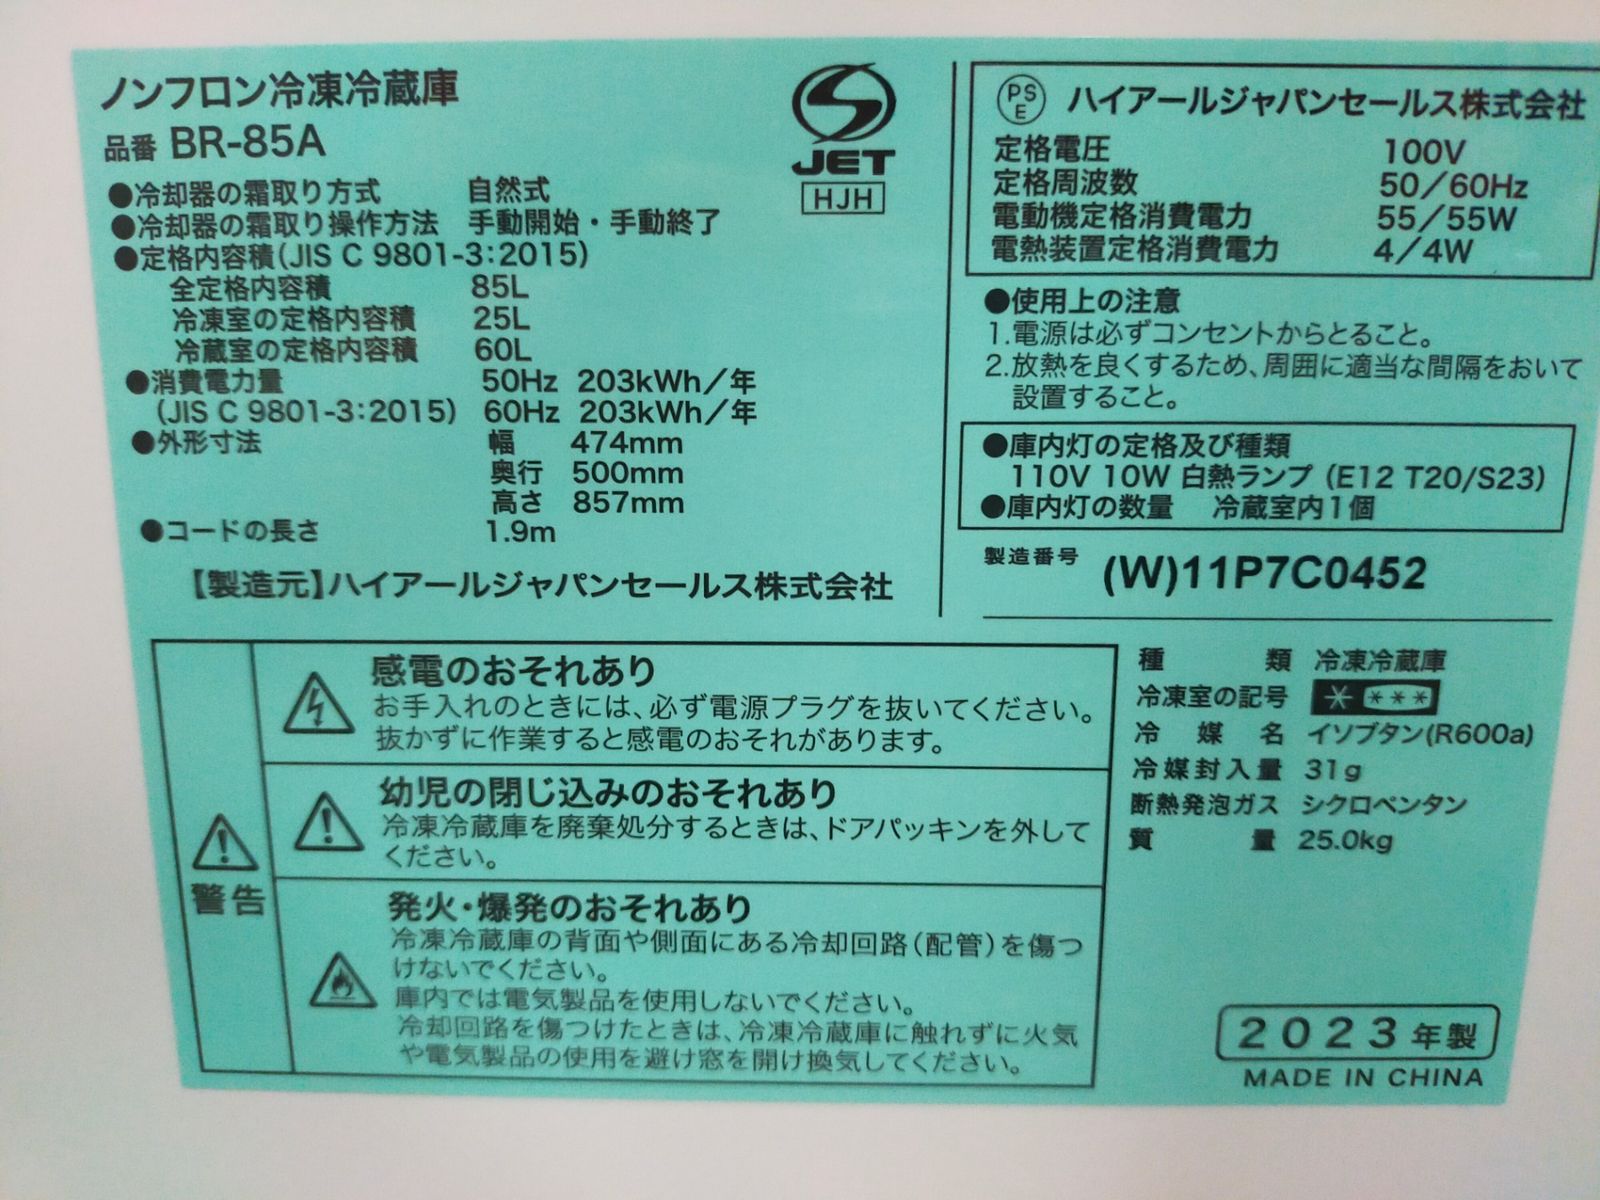 ノンフロン冷凍冷蔵庫
品番 BR-85A
●冷却器の霜取り方式 自然式
●冷却器の霜取り操作方法 手動開始・手動終了
●定格内容積(JIS C 9801-3:2015)
全定格内容積 85L
冷凍室の定格内容積 25L
冷蔵室の定格内容積 60L
●消費電力量 50Hz 203kWh/年
(JIS C 9801-3:2015) 60Hz 203kWh/年
●外形寸法 幅 474mm
奥行 500mm
高さ 857mm
●コードの長さ 1.9m
【製造元】ハイアールジャパンセールス株式会社
JET
HJH
PSE ハイアールジャパンセールス株式会社
定格電圧 100V
定格周波数 50/60Hz
電動機定格消費電力 55/55W
電熱装置定格消費電力 4/4W
●使用上の注意
1.電源は必ずコンセントからとること。
2.放熱を良くするため、周囲に適当な間隔をおいて
設置すること。
●庫内灯の定格及び種類
110V 10W 白熱ランプ (E12 T20/S23)
●庫内灯の数量 冷蔵室内1個
製造番号 (W)11P7C0452
警告
感電のおそれあり
お手入れのときには、必ず電源プラグを抜いてください。
抜かずに作業すると感電のおそれがあります。
幼児の閉じ込みのおそれあり
冷凍冷蔵庫を廃棄処分するときは、ドアパッキンを外して
ください。
発火・爆発のおそれあり
冷凍冷蔵庫の背面や側面にある冷却回路(配管)を傷つ
けないでください。
庫内では電気製品を使用しないでください。
冷却回路を傷つけたときは、冷凍冷蔵庫に触れずに火気
や電気製品の使用を避け窓を開け換気してください。
種類 冷凍冷蔵庫
冷凍室の記号 * ***
冷媒名 イソブタン(R600a)
冷媒封入量 31g
断熱発泡ガス シクロペンタン
質量 25.0kg
2023年製
MADE IN CHINA